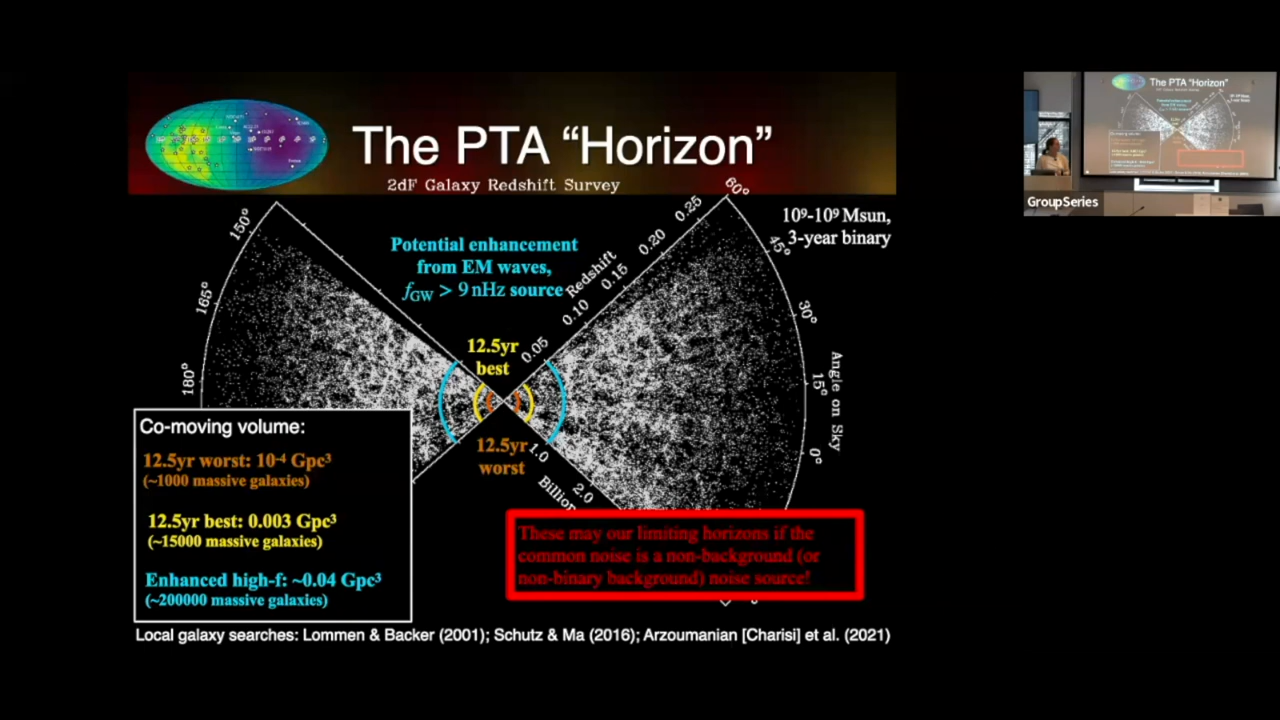 The PTA “Horizon”
2dF Galaxy Redshift Survey
10⁹-10⁹ Msun,
3-year binary
Potential enhancement
from EM waves,
fGW > 9 nHz source
Redshift
0.05
0.10
0.15
0.20
0.25
60°
45°
30°
15°
0°
Angle on Sky
150°
165°
180°
12.5yr
best
12.5yr
worst
1.0
2.0
Billion
Co-moving volume:
12.5yr worst: 10⁻⁴ Gpc³
(~1000 massive galaxies)
12.5yr best: 0.003 Gpc³
(~15000 massive galaxies)
Enhanced high-f: ~0.04 Gpc³
(~200000 massive galaxies)
These may our limiting horizons if the
common noise is a non-background (or
non-binary background) noise source!
Local galaxy searches: Lommen & Backer (2001); Schutz & Ma (2016); Arzoumanian [Charisi] et al. (2021)
The PTA “Horizon”
GroupSeries